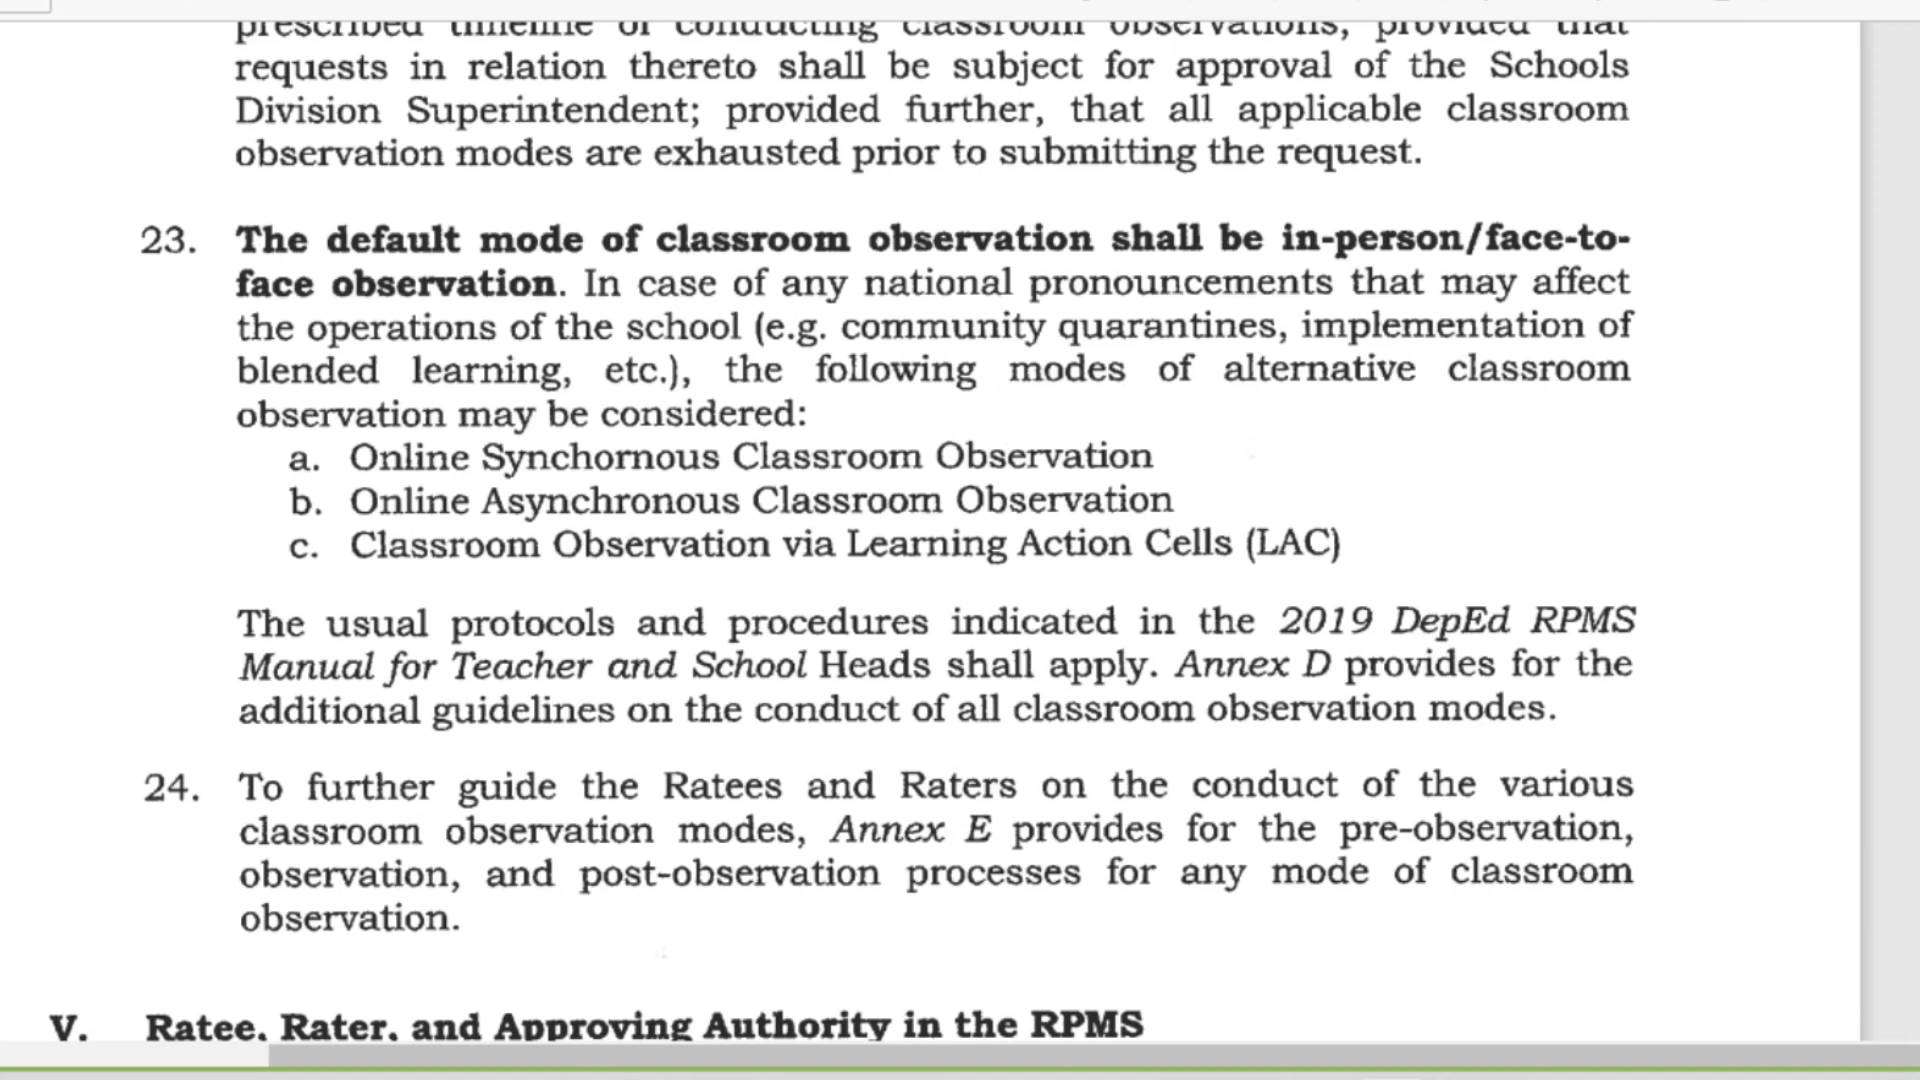 prescribed timeline of conducting classroom observations, provided that
requests in relation thereto shall be subject for approval of the Schools
Division Superintendent; provided further, that all applicable classroom
observation modes are exhausted prior to submitting the request.
23. The default mode of classroom observation shall be in-person/face-to-
face observation. In case of any national pronouncements that may affect
the operations of the school (e.g. community quarantines, implementation of
blended learning, etc.), the following modes of alternative classroom
observation may be considered:
a. Online Synchornous Classroom Observation
b. Online Asynchronous Classroom Observation
c. Classroom Observation via Learning Action Cells (LAC)
The usual protocols and procedures indicated in the 2019 DepEd RPMS
Manual for Teacher and School Heads shall apply. Annex D provides for the
additional guidelines on the conduct of all classroom observation modes.
24. To further guide the Ratees and Raters on the conduct of the various
classroom observation modes, Annex E provides for the pre-observation,
observation, and post-observation processes for any mode of classroom
observation.
V. Ratee, Rater, and Approving Authority in the RPMS